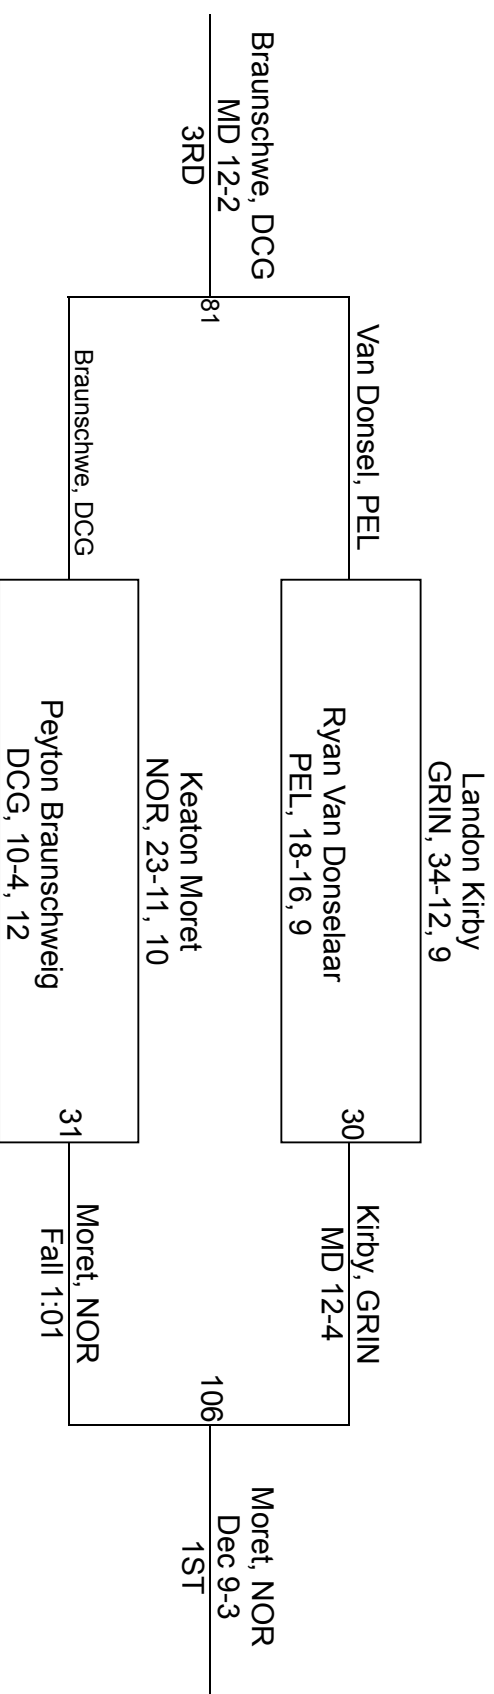 Braunschwe, DCG
MD 12-2
3RD
81
Van Donsel, PEL
Braunschwe, DCG
Landon Kirby
GRIN, 34-12, 9
Ryan Van Donselaar
PEL, 18-16, 9
30
Keaton Moret
NOR, 23-11, 10
Peyton Braunschweig
DCG, 10-4, 12
31
Kirby, GRIN
MD 12-4
Moret, NOR
Fall 1:01
106
Moret, NOR
Dec 9-3
1ST